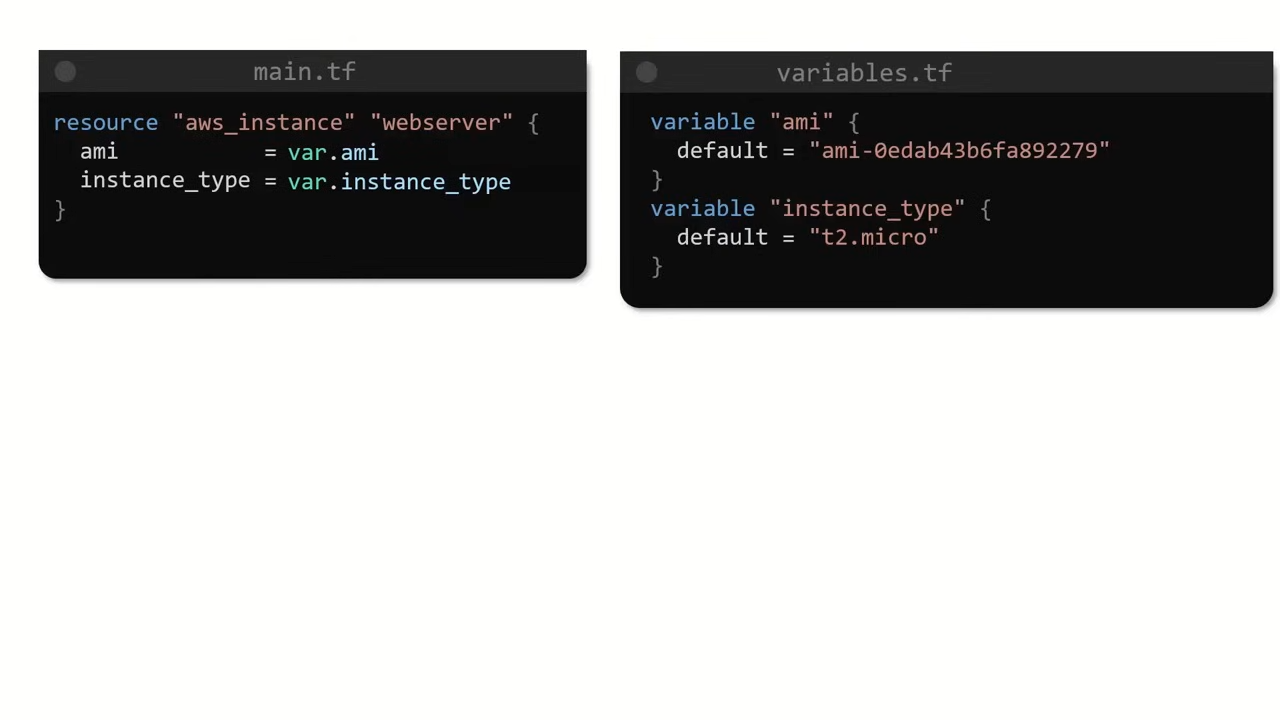 main.tf
resource "aws_instance" "webserver" {
  ami           = var.ami
  instance_type = var.instance_type
}
variables.tf
variable "ami" {
  default = "ami-0edab43b6fa892279"
}
variable "instance_type" {
  default = "t2.micro"
}